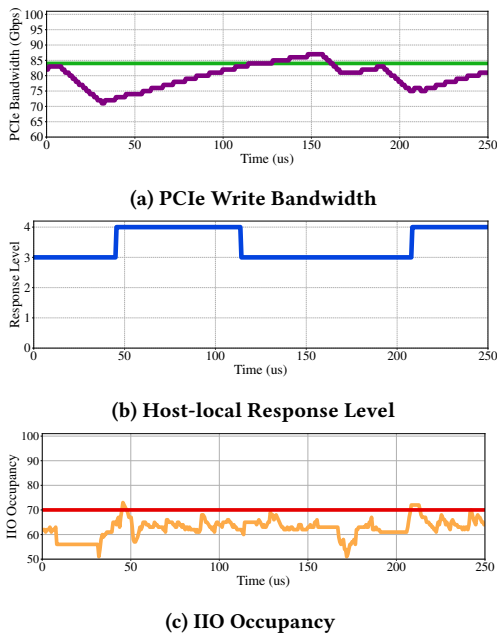 100
95
90
85
80
75
70
65
60
PCIe Bandwidth (Gbps)
0 50 100 150 200 250
Time (us)
(a) PCIe Write Bandwidth
4
3
2
1
0
Response Level
0 50 100 150 200 250
Time (us)
(b) Host-local Response Level
100
90
80
70
60
50
IIO Occupancy
0 50 100 150 200 250
Time (us)
(c) IIO Occupancy